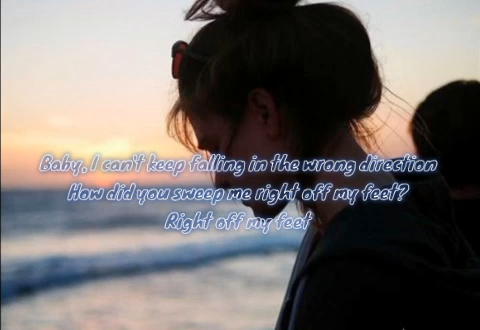 Baby, I can't keep falling in the wrong direction
How did you sweep me right off my feet?
Right off my feet